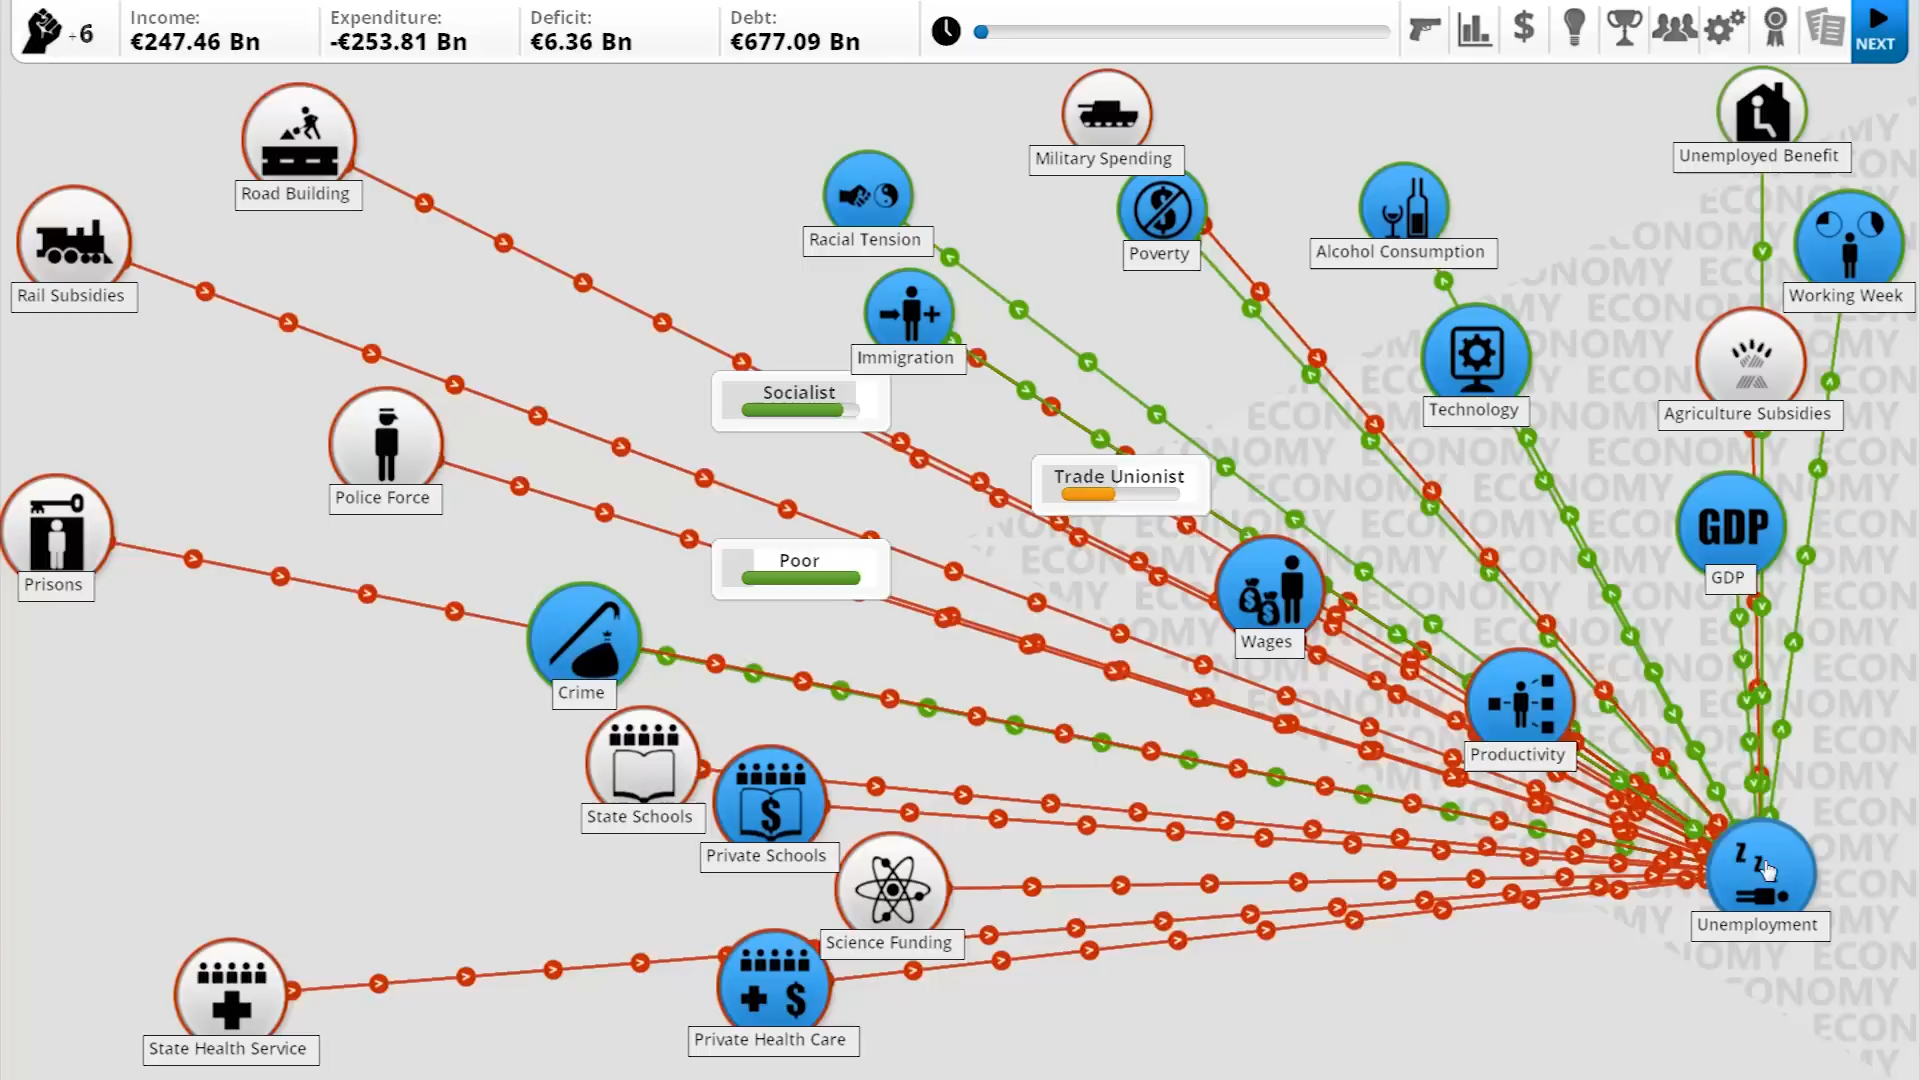 +6
Income:
€247.46 Bn
Expenditure:
-€253.81 Bn
Deficit:
€6.36 Bn
Debt:
€677.09 Bn
$
NEXT
Road Building
Rail Subsidies
Military Spending
Unemployed Benefit
Racial Tension
Poverty
Alcohol Consumption
Working Week
Immigration
Socialist
Technology
Agriculture Subsidies
Police Force
Trade Unionist
Prisons
Poor
GDP
GDP
Wages
Crime
Productivity
State Schools
$
Private Schools
Z
Z
Unemployment
Science Funding
State Health Service
$
Private Health Care
ECONOMY ECONOMY